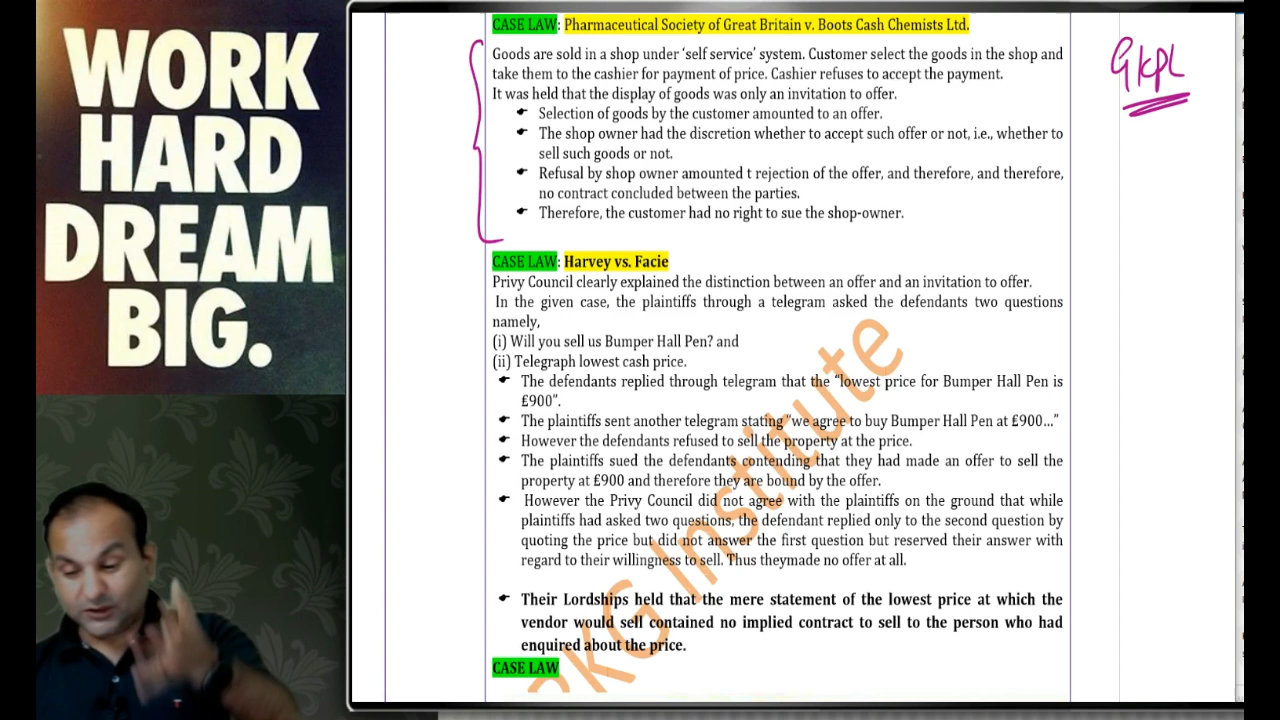 WORK
HARD
DREAM
BIG.
CASE LAW: Pharmaceutical Society of Great Britain v. Boots Cash Chemists Ltd.
Goods are sold in a shop under ‘self service’ system. Customer select the goods in the shop and
take them to the cashier for payment of price. Cashier refuses to accept the payment.
It was held that the display of goods was only an invitation to offer.
Selection of goods by the customer amounted to an offer.
The shop owner had the discretion whether to accept such offer or not, i.e., whether to
sell such goods or not.
Refusal by shop owner amounted t rejection of the offer, and therefore, and therefore,
no contract concluded between the parties.
Therefore, the customer had no right to sue the shop-owner.
CASE LAW: Harvey vs. Facie
Privy Council clearly explained the distinction between an offer and an invitation to offer.
In the given case, the plaintiffs through a telegram asked the defendants two questions
namely,
(i) Will you sell us Bumper Hall Pen? and
(ii) Telegraph lowest cash price.
The defendants replied through telegram that the “lowest price for Bumper Hall Pen is
₤900”.
The plaintiffs sent another telegram stating “we agree to buy Bumper Hall Pen at ₤900…”
However the defendants refused to sell the property at the price.
The plaintiffs sued the defendants contending that they had made an offer to sell the
property at ₤900 and therefore they are bound by the offer.
However the Privy Council did not agree with the plaintiffs on the ground that while
plaintiffs had asked two questions, the defendant replied only to the second question by
quoting the price but did not answer the first question but reserved their answer with
regard to their willingness to sell. Thus theymade no offer at all.
Their Lordships held that the mere statement of the lowest price at which the
vendor would sell contained no implied contract to sell to the person who had
enquired about the price.
CASE LAW
KG Institute